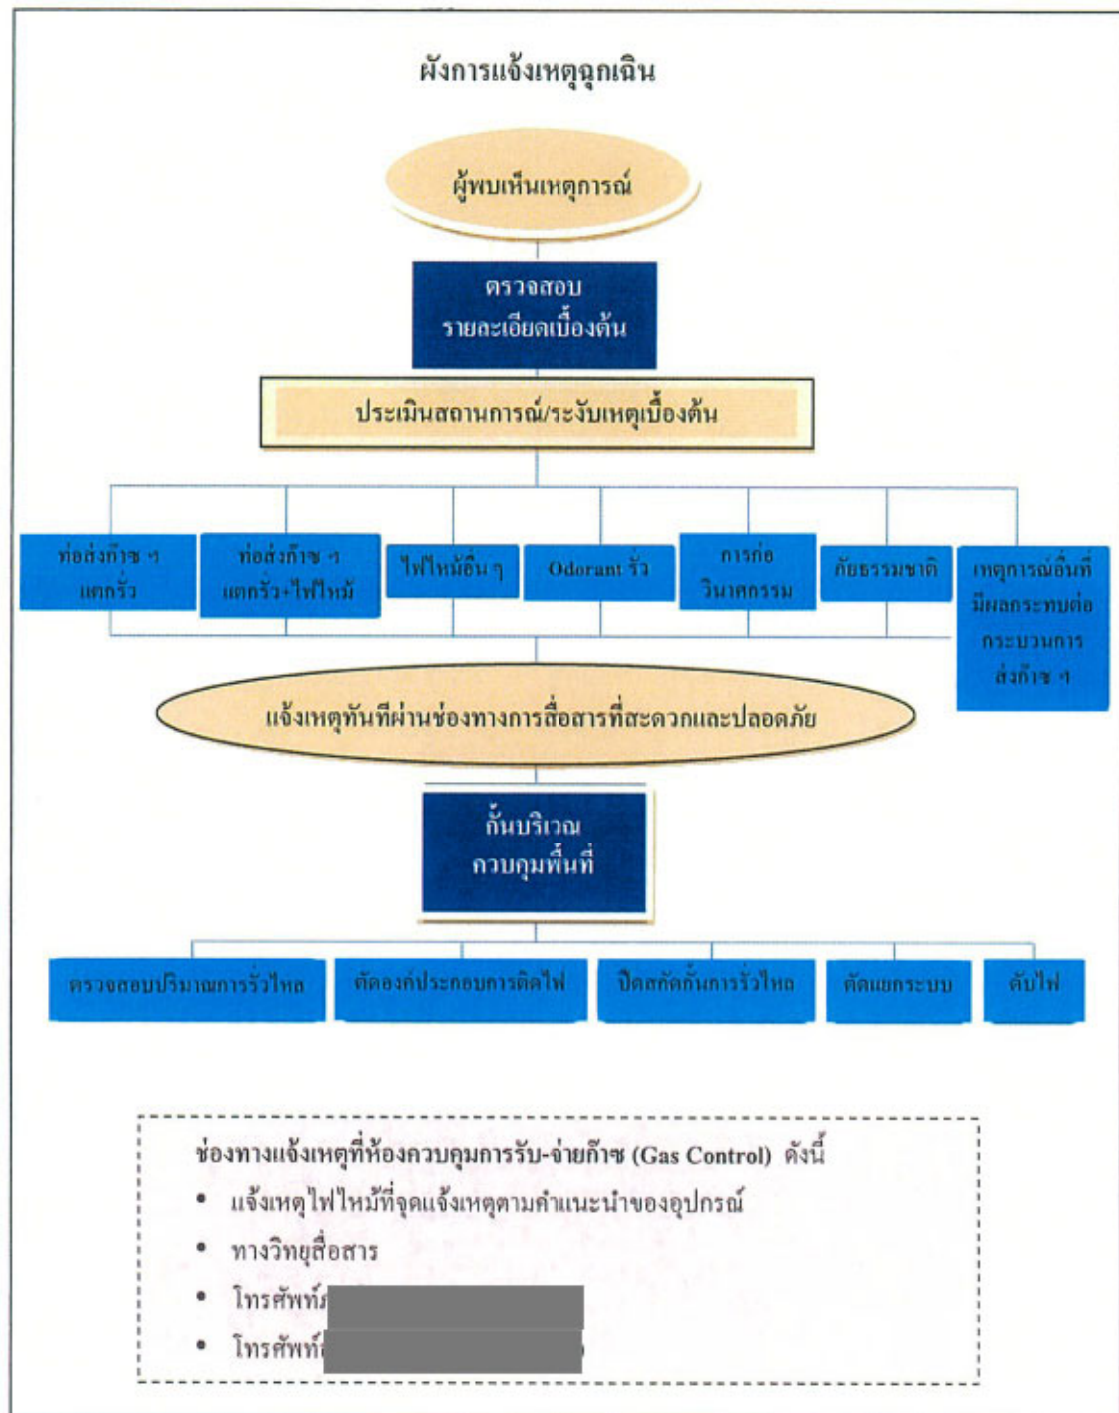 ผังการแจ้งเหตุฉุกเฉิน
ผู้พบเห็นเหตุการณ์
ตรวจสอบ
รายละเอียดเบื้องต้น
ประเมินสถานการณ์/ระงับเหตุเบื้องต้น
ท่อส่งก๊าซ ฯ
แตกรั่ว
ท่อส่งก๊าซ ฯ
แตกรั่ว+ไฟไหม้
ไฟไหม้อื่น ๆ
Odorant รั่ว
การก่อ
วินาศกรรม
ภัยธรรมชาติ
เหตุการณ์อื่นที่
มีผลกระทบต่อ
กระบวนการ
ส่งก๊าซ ฯ
แจ้งเหตุทันทีผ่านช่องทางการสื่อสารที่สะดวกและปลอดภัย
กั้นบริเวณ
ควบคุมพื้นที่
ตรวจสอบปริมาณการรั่วไหล
ตัดองค์ประกอบการติดไฟ
ปิดสกัดกั้นการรั่วไหล
ตัดแยกระบบ
ดับไฟ
ช่องทางแจ้งเหตุที่ห้องควบคุมการรับ-จ่ายก๊าซ (Gas Control) ดังนี้
• แจ้งเหตุไฟไหม้ที่จุดแจ้งเหตุตามคำแนะนำของอุปกรณ์
• ทางวิทยุสื่อสาร
• โทรศัพท์
• โทรศัพท์